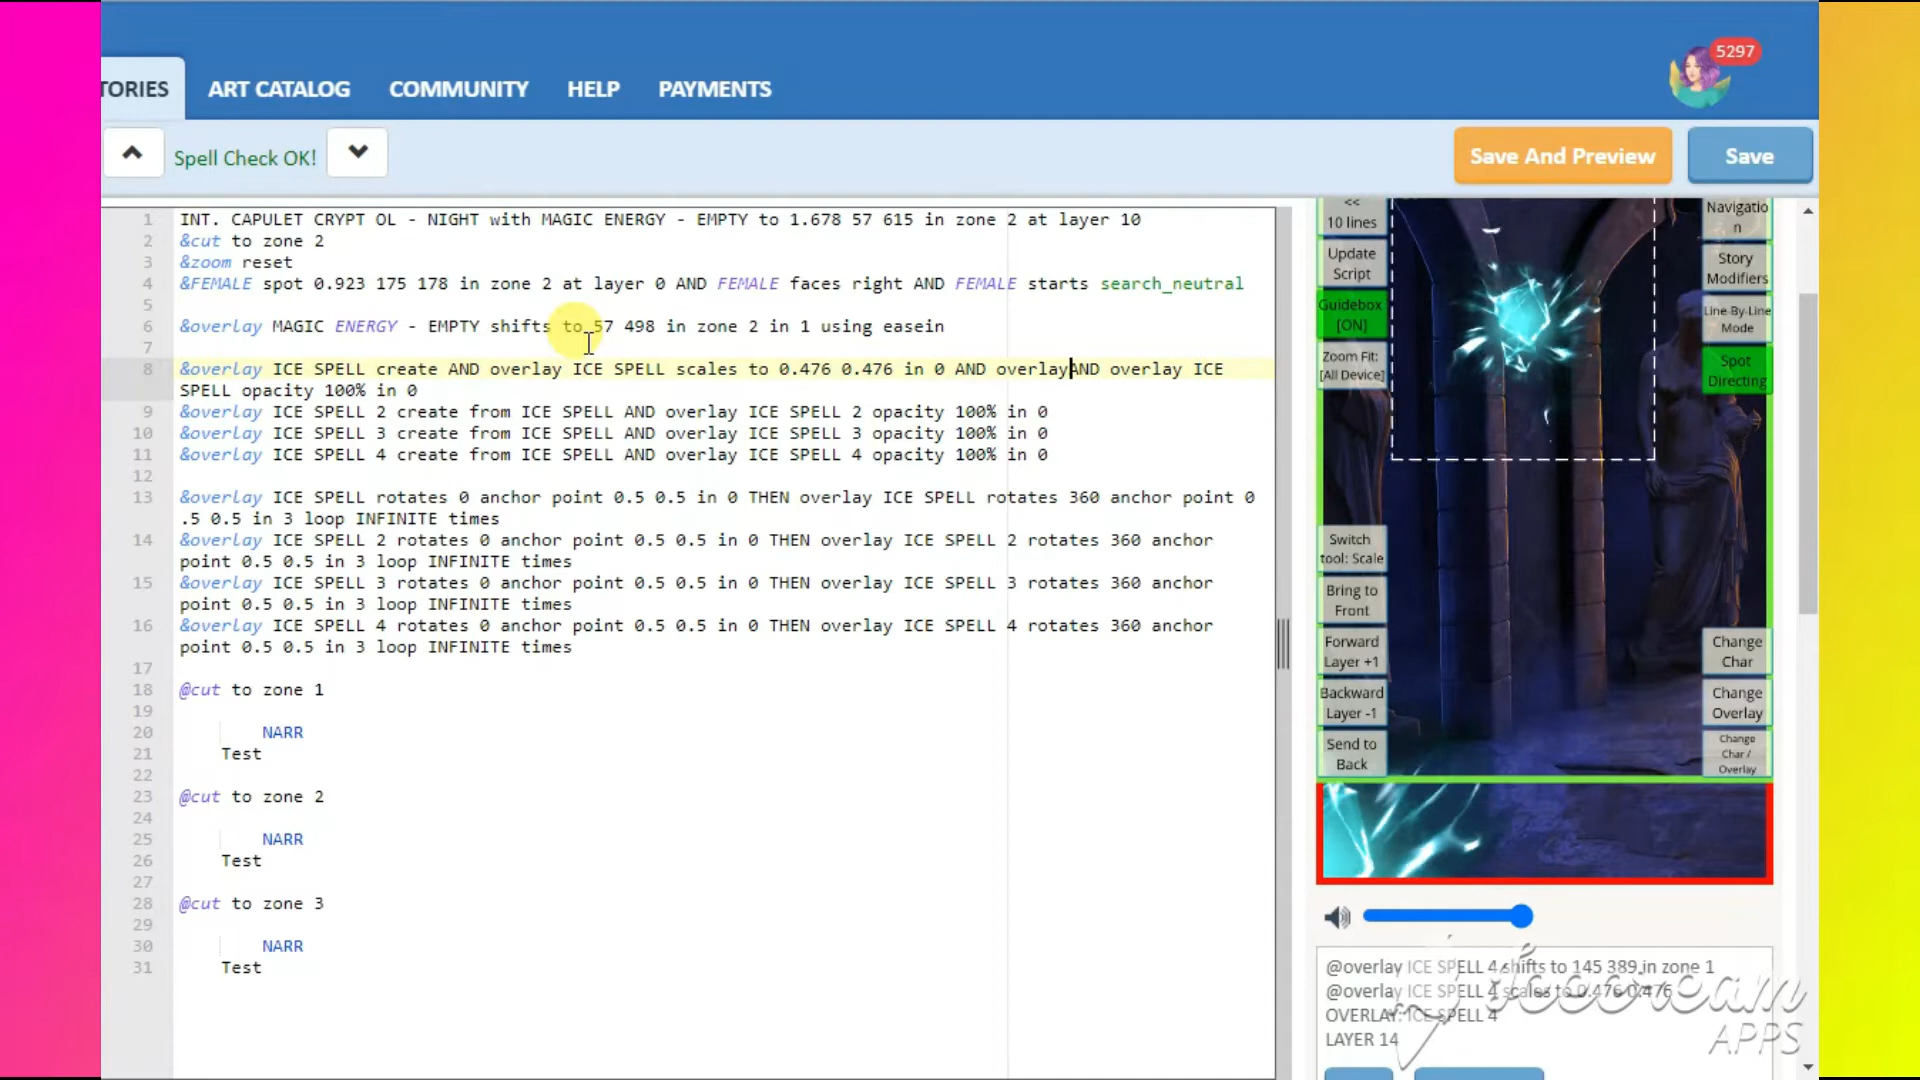 5297
TORIES
ART CATALOG
COMMUNITY
HELP
PAYMENTS
Spell Check OK!
Save And Preview
Save
1 INT. CAPULET CRYPT OL - NIGHT with MAGIC ENERGY - EMPTY to 1.678 57 615 in zone 2 at layer 10
2 &cut to zone 2
3 &zoom reset
4 &FEMALE spot 0.923 175 178 in zone 2 at layer 0 AND FEMALE faces right AND FEMALE starts search_neutral
5
6 &overlay MAGIC ENERGY - EMPTY shifts to 57 498 in zone 2 in 1 using easein
7
8 &overlay ICE SPELL create AND overlay ICE SPELL scales to 0.476 0.476 in 0 AND overlayAND overlay ICE
SPELL opacity 100% in 0
9 &overlay ICE SPELL 2 create from ICE SPELL AND overlay ICE SPELL 2 opacity 100% in 0
10 &overlay ICE SPELL 3 create from ICE SPELL AND overlay ICE SPELL 3 opacity 100% in 0
11 &overlay ICE SPELL 4 create from ICE SPELL AND overlay ICE SPELL 4 opacity 100% in 0
12
13 &overlay ICE SPELL rotates 0 anchor point 0.5 0.5 in 0 THEN overlay ICE SPELL rotates 360 anchor point 0
.5 0.5 in 3 loop INFINITE times
14 &overlay ICE SPELL 2 rotates 0 anchor point 0.5 0.5 in 0 THEN overlay ICE SPELL 2 rotates 360 anchor
point 0.5 0.5 in 3 loop INFINITE times
15 &overlay ICE SPELL 3 rotates 0 anchor point 0.5 0.5 in 0 THEN overlay ICE SPELL 3 rotates 360 anchor
point 0.5 0.5 in 3 loop INFINITE times
16 &overlay ICE SPELL 4 rotates 0 anchor point 0.5 0.5 in 0 THEN overlay ICE SPELL 4 rotates 360 anchor
point 0.5 0.5 in 3 loop INFINITE times
17
18 @cut to zone 1
19
20 NARR
21 Test
22
23 @cut to zone 2
24
25 NARR
26 Test
27
28 @cut to zone 3
29
30 NARR
31 Test
<<
10 lines
Update
Script
Guidebox
[ON]
Zoom Fit:
[All Device]
Switch
tool: Scale
Bring to
Front
Forward
Layer +1
Backward
Layer -1
Send to
Back
Navigatio
n
Story
Modifiers
Line-By-Line
Mode
Spot
Directing
Change
Char
Change
Overlay
Change
Char /
Overlay
@overlay ICE SPELL 4 shifts to 145 389 in zone 1
@overlay ICE SPELL 4 scales to 0.476 0.476
OVERLAY: ICE SPELL 4
LAYER 14
APPS